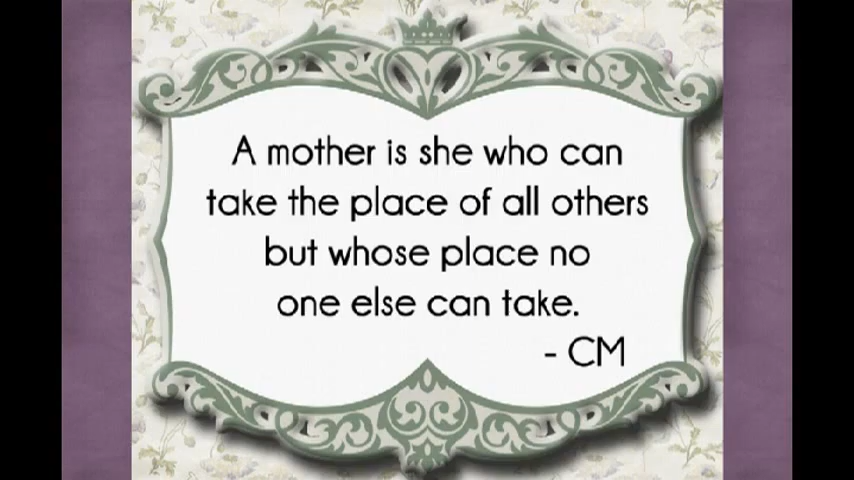 A mother is she who can
take the place of all others
but whose place no
one else can take.
- CM